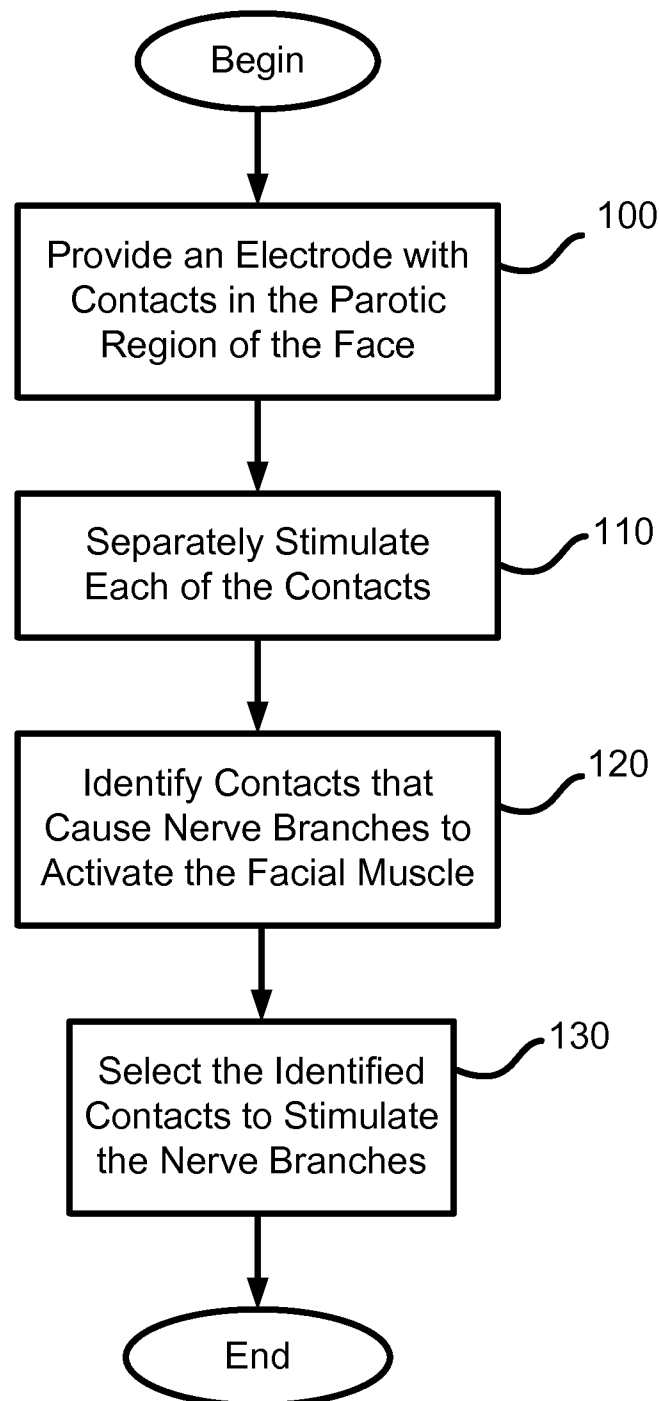 Begin
100
Provide an Electrode with
Contacts in the Parotic
Region of the Face
110
Separately Stimulate
Each of the Contacts
120
Identify Contacts that
Cause Nerve Branches to
Activate the Facial Muscle
130
Select the Identified
Contacts to Stimulate
the Nerve Branches
End